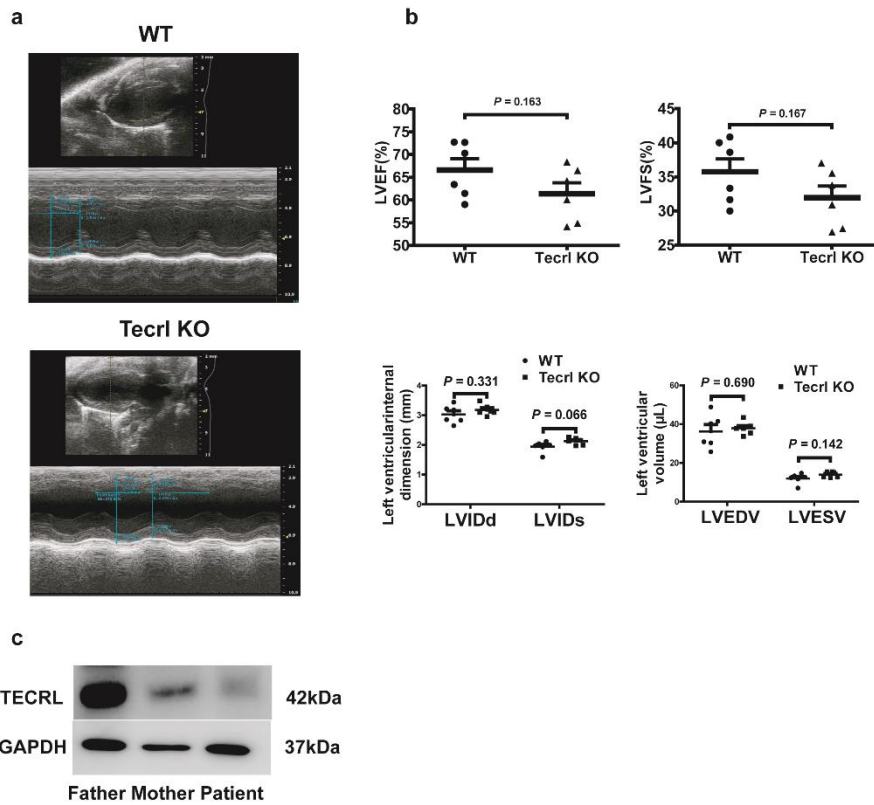 a
WT
Tecrl KO
b
P = 0.163
LVEF(%)
80
75
70
65
60
55
50
WT Tecrl KO
P = 0.167
LVFS(%)
45
40
35
30
25
WT Tecrl KO
WT
Tecrl KO
P = 0.331
P = 0.066
Left ventricularinternal
dimension (mm)
4
3
2
1
0
LVIDd LVIDs
WT
Tecrl KO
P = 0.690
P = 0.142
Left ventricular
volume (µL)
60
40
20
0
LVEDV LVESV
c
TECRL 42kDa
GAPDH 37kDa
Father Mother Patient